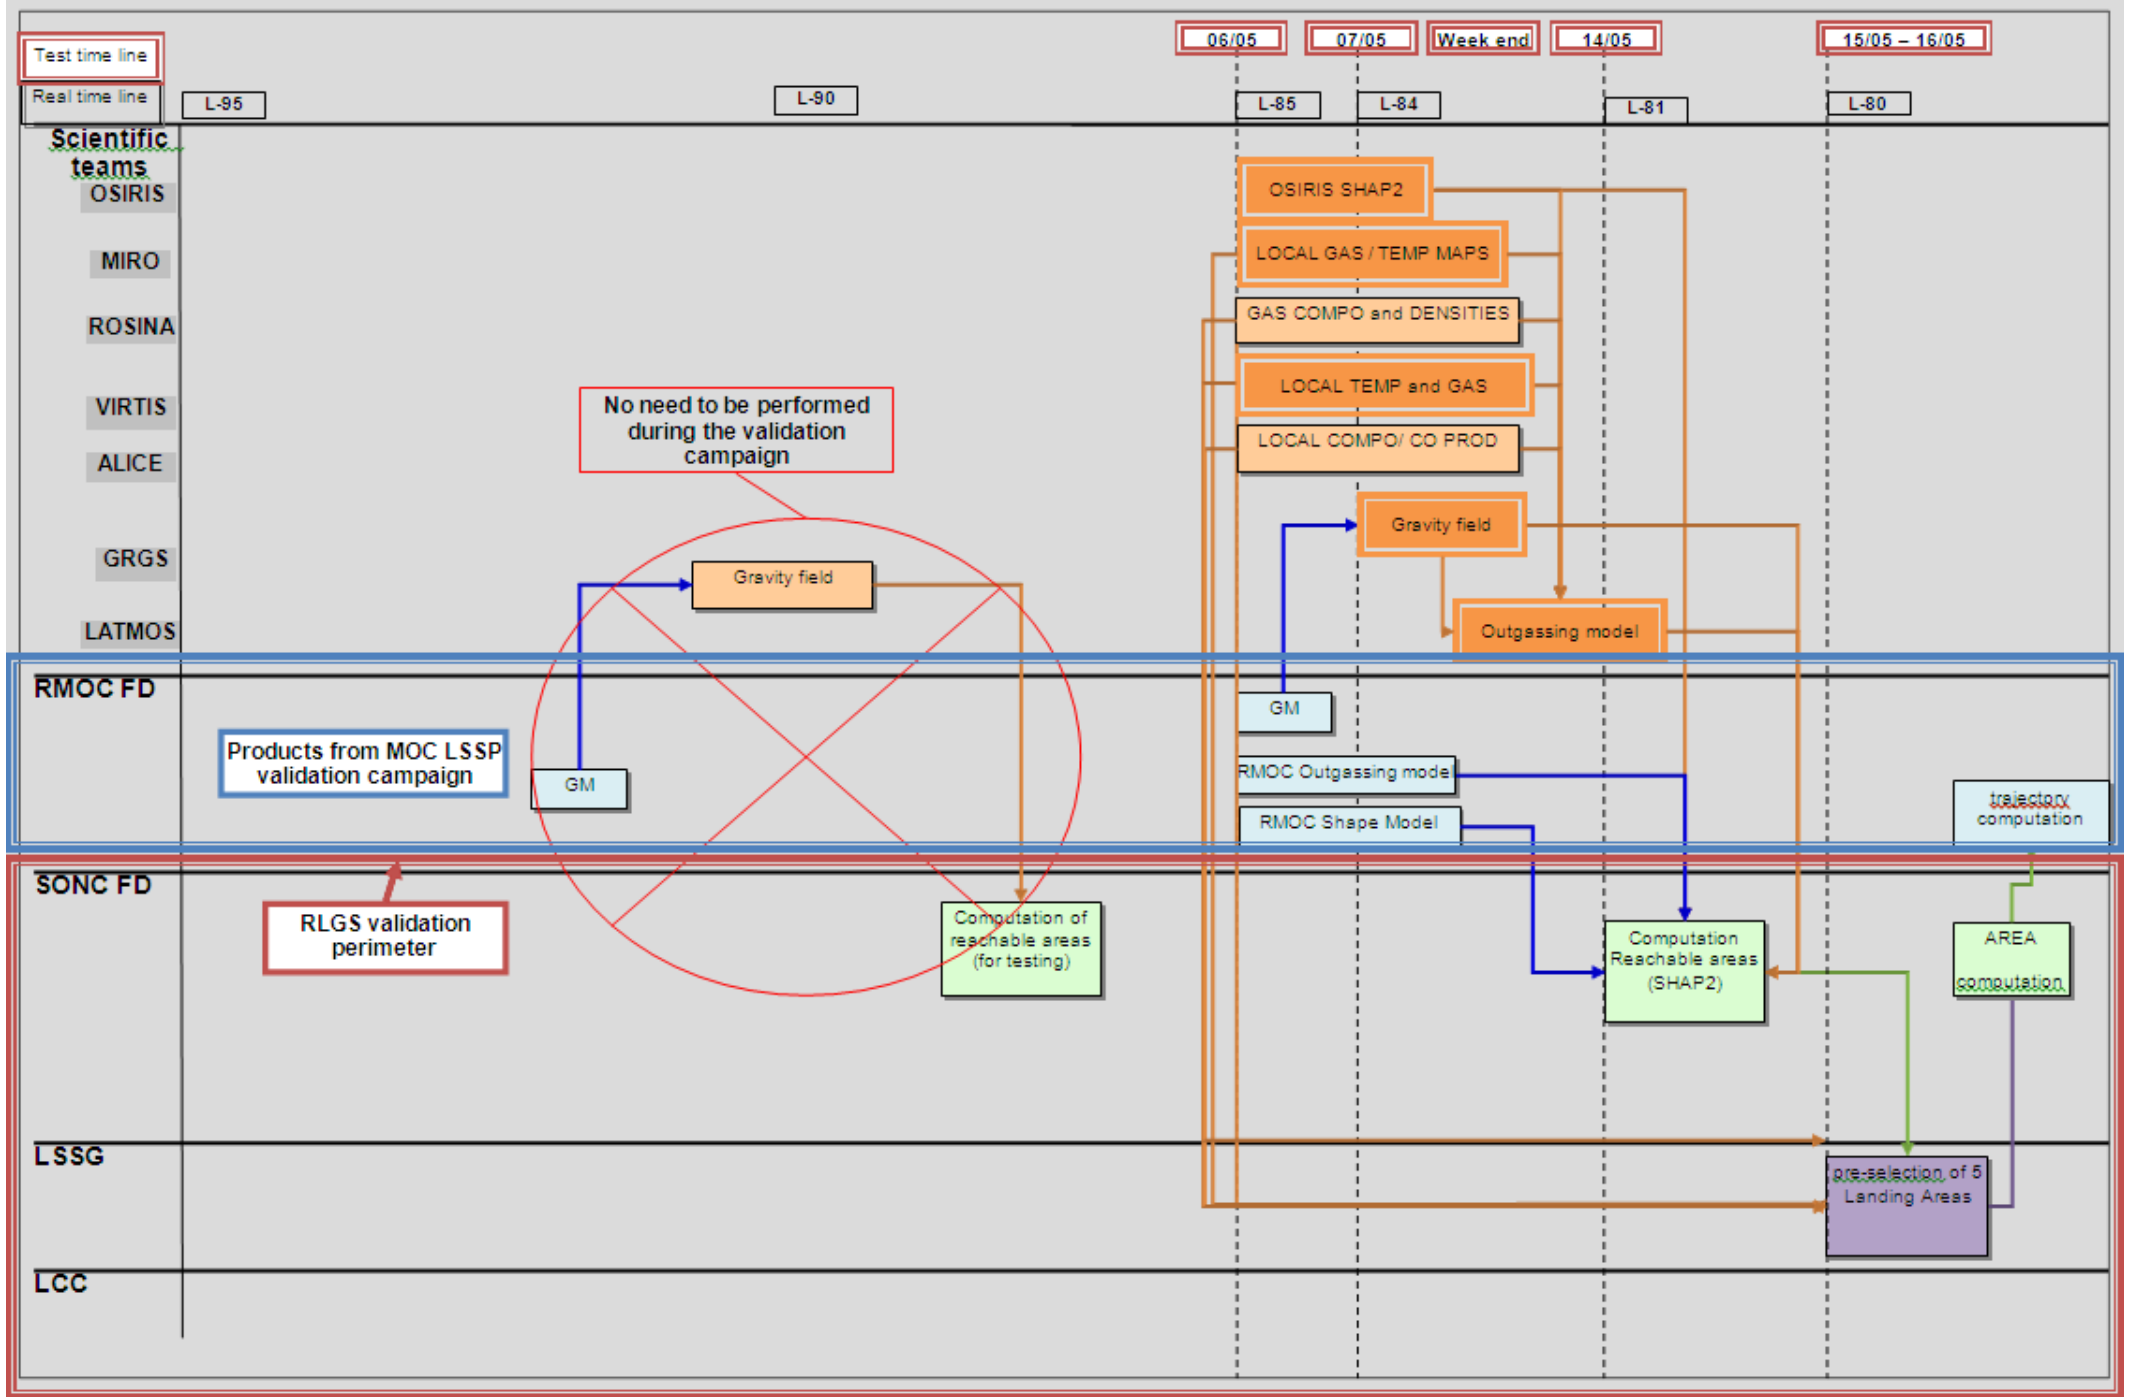 06/05
07/05
Week end
14/05
15/05 – 16/05
Test time line
Real time line
L-95
L-90
L-85
L-84
L-81
L-80
Scientific
teams
OSIRIS
OSIRIS SHAP2
MIRO
LOCAL GAS / TEMP MAPS
ROSINA
GAS COMPO and DENSITIES
VIRTIS
LOCAL TEMP and GAS
No need to be performed
during the validation
campaign
ALICE
LOCAL COMPO/ CO PROD
GRGS
Gravity field
Gravity field
LATMOS
Outgassing model
RMOC FD
GM
Products from MOC LSSP
validation campaign
GM
RMOC Outgassing model
RMOC Shape Model
trajectory
computation
SONC FD
RLGS validation
perimeter
Computation of
reachable areas
(for testing)
Computation
Reachable areas
(SHAP2)
AREA
computation
LSSG
pre-selection of 5
Landing Areas
LCC